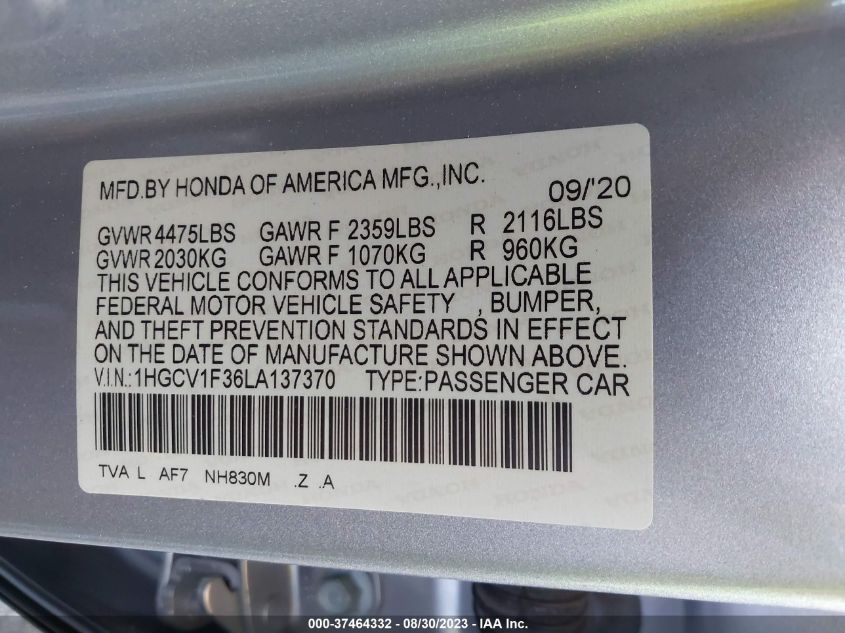 MFD.BY HONDA OF AMERICA MFG.,INC. 09/'20
GVWR 4475LBS GAWR F 2359LBS R 2116LBS
GVWR 2030KG GAWR F 1070KG R 960KG
THIS VEHICLE CONFORMS TO ALL APPLICABLE
FEDERAL MOTOR VEHICLE SAFETY , BUMPER,
AND THEFT PREVENTION STANDARDS IN EFFECT
ON THE DATE OF MANUFACTURE SHOWN ABOVE.
V.I.N.:1HGCV1F36LA137370 TYPE:PASSENGER CAR
TVA L AF7 NH830M .Z .A
000-37464332 - 08/30/2023 - IAA Inc.